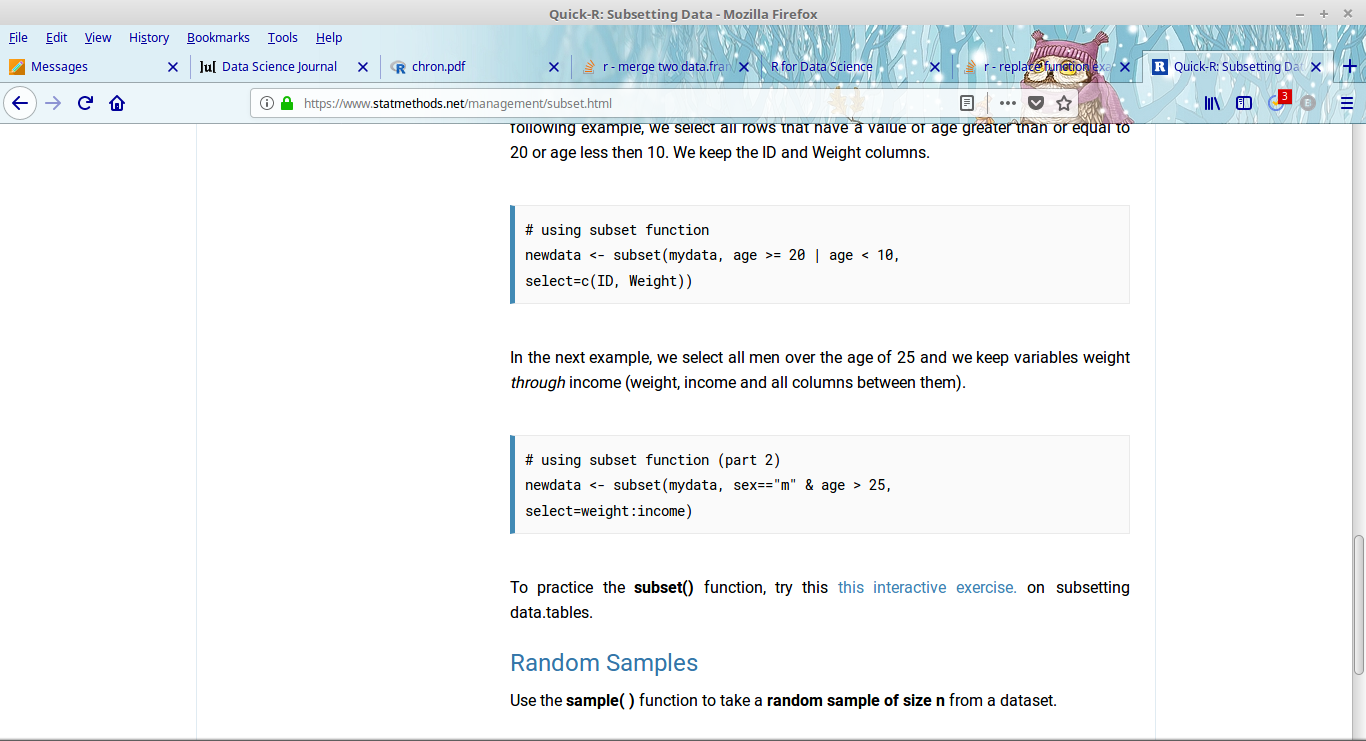 Quick-R: Subsetting Data - Mozilla Firefox
File Edit View History Bookmarks Tools Help
Messages ]u[ Data Science Journal chron.pdf r - merge two data.fran R for Data Science r - replace function exa Quick-R: Subsetting Da
https://www.statmethods.net/management/subset.html 3
following example, we select all rows that have a value of age greater than or equal to
20 or age less then 10. We keep the ID and Weight columns.
# using subset function
newdata <- subset(mydata, age >= 20 | age < 10,
select=c(ID, Weight))
In the next example, we select all men over the age of 25 and we keep variables weight
through income (weight, income and all columns between them).
# using subset function (part 2)
newdata <- subset(mydata, sex=="m" & age > 25,
select=weight:income)
To practice the subset() function, try this this interactive exercise. on subsetting
data.tables.
Random Samples
Use the sample( ) function to take a random sample of size n from a dataset.